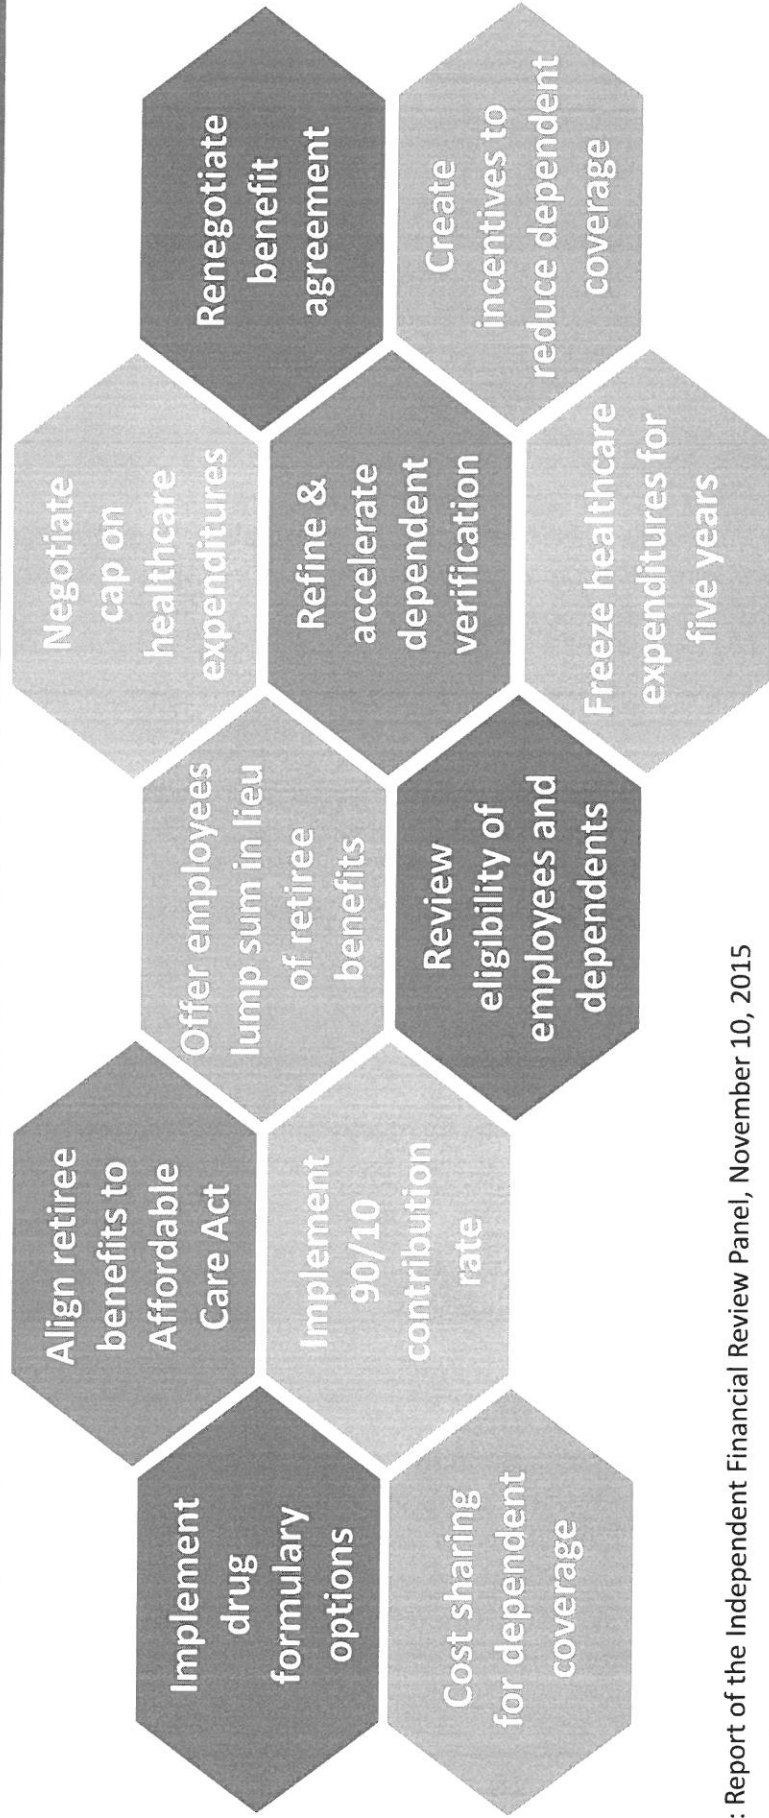 Implement
drug
formulary
options
Cost sharing
for dependent
coverage
Align retiree
benefits to
Affordable
Care Act
Implement
90/10
contribution
rate
Offer employees
lump sum in lieu
of retiree
benefits
Review
eligibility of
employees and
dependents
Negotiate
cap on
healthcare
expenditures
Refine &
accelerate
dependent
verification
Freeze healthcare
expenditures for
five years
Renegotiate
benefit
agreement
Create
incentives to
reduce dependent
coverage
: Report of the Independent Financial Review Panel, November 10, 2015